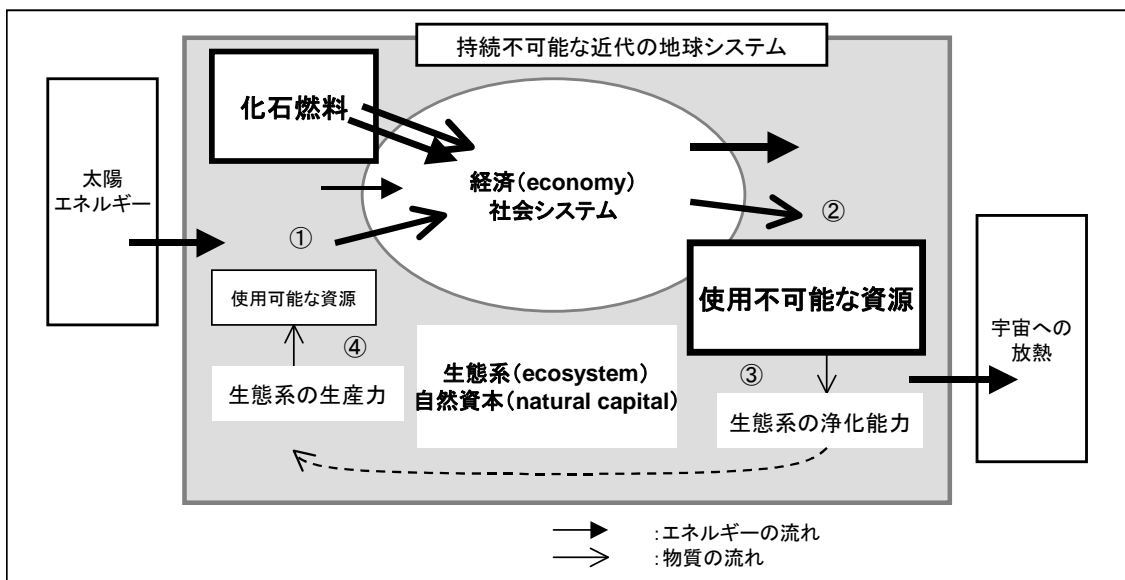 持続不可能な近代の地球システム
化石燃料
太陽
エネルギー
経済（economy）
社会システム
①
②
使用可能な資源
使用不可能な資源
宇宙への
放熱
④
③
生態系の生産力
生態系（ecosystem）
自然資本（natural capital）
生態系の浄化能力
：エネルギーの流れ
：物質の流れ